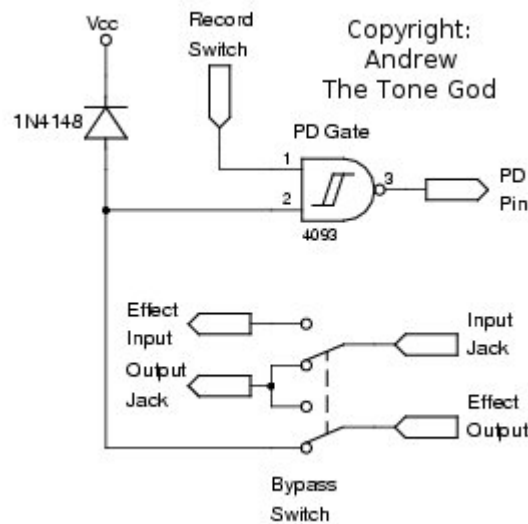 Vcc
Record
Switch
Copyright:
Andrew
The Tone God
1N4148
PD Gate
1
2
3
4093
PD
Pin
Effect
Input
Output
Jack
Input
Jack
Effect
Output
Bypass
Switch